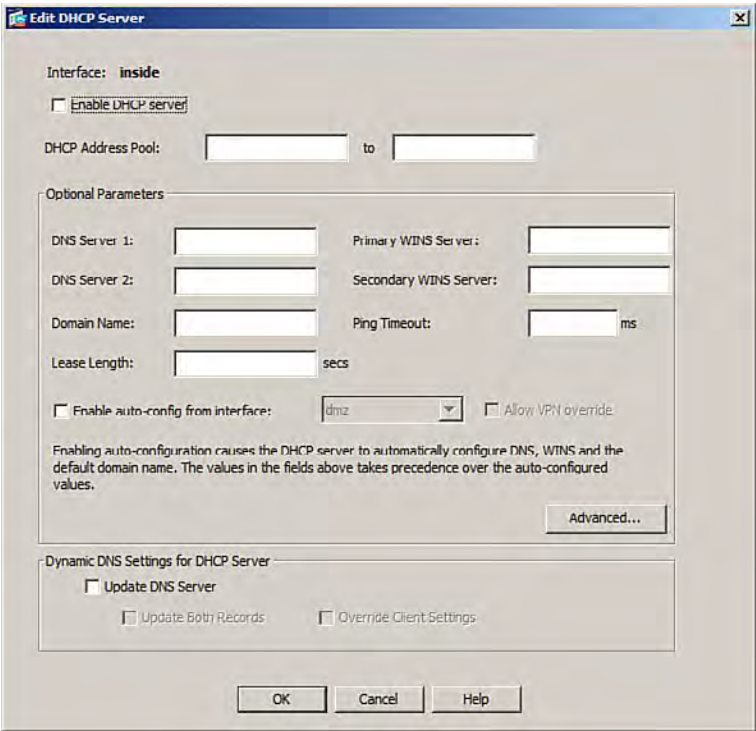 Edit DHCP Server
Interface: inside
Enable DHCP server
DHCP Address Pool: to
Optional Parameters
DNS Server 1: Primary WINS Server:
DNS Server 2: Secondary WINS Server:
Domain Name: Ping Timeout: ms
Lease Length: secs
Enable auto-config from interface: dmz Allow VPN override
Enabling auto-configuration causes the DHCP server to automatically configure DNS, WINS and the
default domain name. The values in the fields above takes precedence over the auto-configured
values.
Advanced...
Dynamic DNS Settings for DHCP Server
Update DNS Server
Update Both Records Override Client Settings
OK Cancel Help